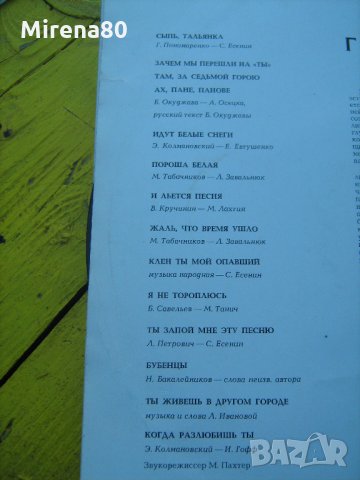 Mirena80
СЫПЬ, ТАЛЬЯНКА
Г. Пономаренко — С. Есенин
ЗАЧЕМ МЫ ПЕРЕШЛИ НА «ТЫ»
ТАМ, ЗА СЕДЬМОЙ ГОРОЮ
АХ, ПАНЕ, ПАНОВЕ
Б. Окуджава — А. Осецка,
русский текст Б. Окуджавы
ИДУТ БЕЛЫЕ СНЕГИ
Э. Колмановский — Е. Евтушенко
ПОРОША БЕЛАЯ
М. Табачников — Л. Завальнюк
И ЛЬЕТСЯ ПЕСНЯ
В. Кручинин — М. Лахтин
ЖАЛЬ, ЧТО ВРЕМЯ УШЛО
М. Табачников — Л. Завальнюк
КЛЕН ТЫ МОЙ ОПАВШИЙ
музыка народная — С. Есенин
Я НЕ ТОРОПЛЮСЬ
Б. Савельев — М. Танич
ТЫ ЗАПОЙ МНЕ ЭТУ ПЕСНЮ
Л. Петрович — С. Есенин
БУБЕНЦЫ
Н. Бакалейников — слова неизв. автора
ТЫ ЖИВЕШЬ В ДРУГОМ ГОРОДЕ
музыка и слова Л. Ивановой
КОГДА РАЗЛЮБИШЬ ТЫ
Э. Колмановский — И. Гофф
Звукорежиссер М. Пахтер
BAZAR.BG